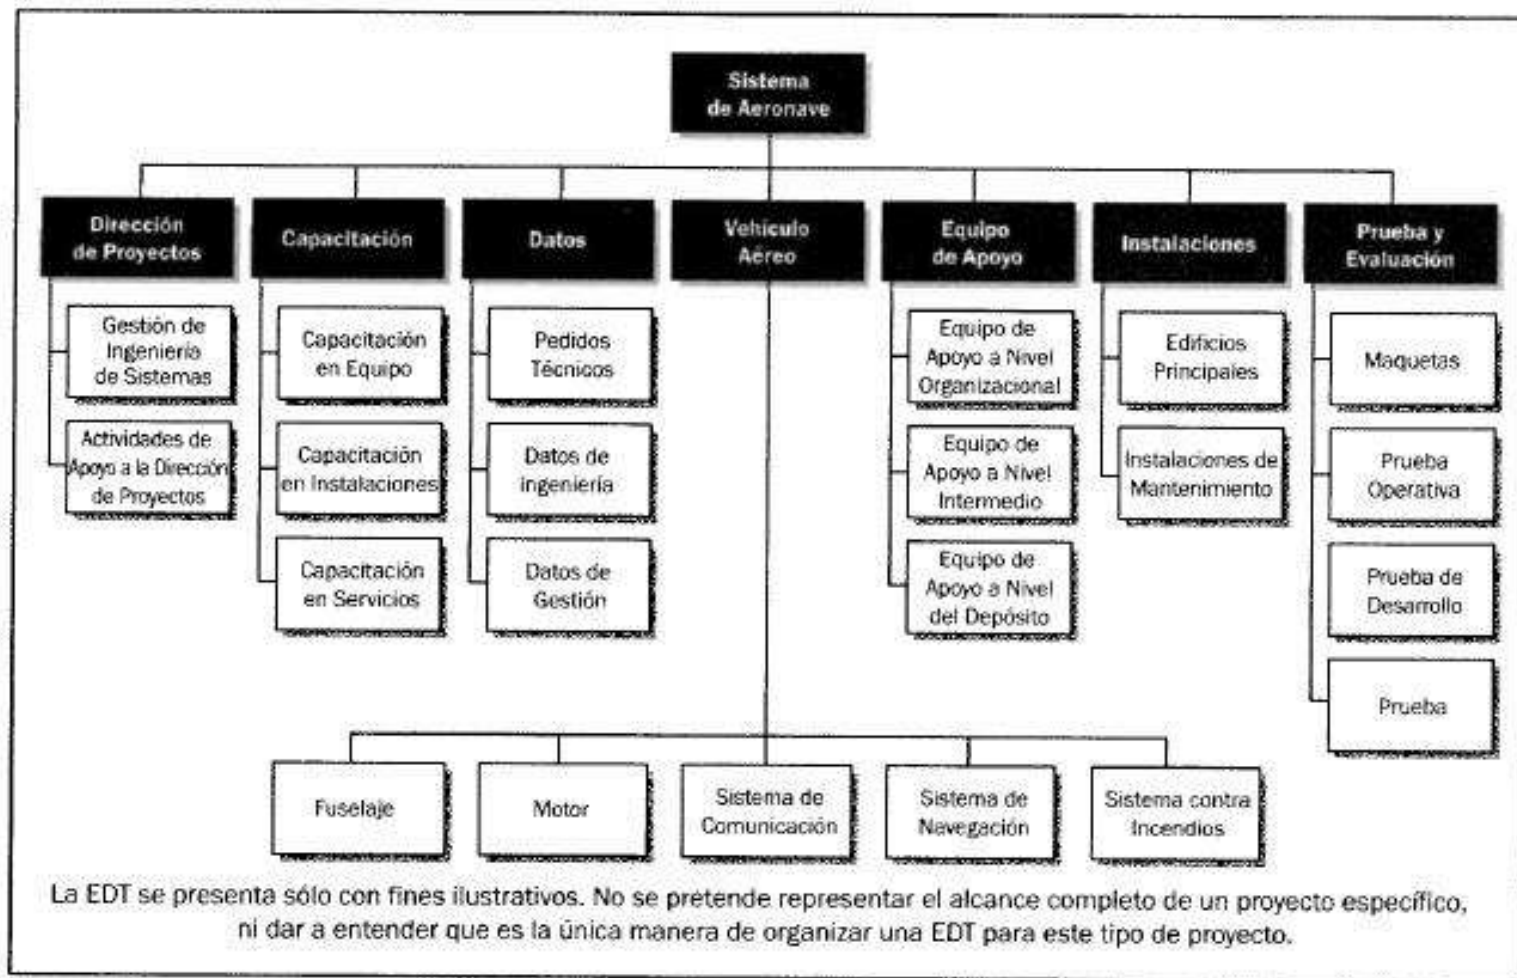 Sistema
de Aeronave
Dirección
de Proyectos
Capacitación
Datos
Vehículo
Aéreo
Equipo
de Apoyo
Instalaciones
Prueba y
Evaluación
Gestión de
Ingeniería
de Sistemas
Actividades de
Apoyo a la Dirección
de Proyectos
Capacitación
en Equipo
Capacitación
en Instalaciones
Capacitación
en Servicios
Pedidos
Técnicos
Datos de
ingeniería
Datos de
Gestión
Equipo de
Apoyo a Nivel
Organizacional
Equipo de
Apoyo a Nivel
Intermedio
Equipo de
Apoyo a Nivel
del Depósito
Edificios
Principales
Instalaciones de
Mantenimiento
Maquetas
Prueba
Operativa
Prueba de
Desarrollo
Prueba
Fuselaje
Motor
Sistema de
Comunicación
Sistema de
Navegación
Sistema contra
Incendios
La EDT se presenta sólo con fines ilustrativos. No se pretende representar el alcance completo de un proyecto específico,
ni dar a entender que es la única manera de organizar una EDT para este tipo de proyecto.